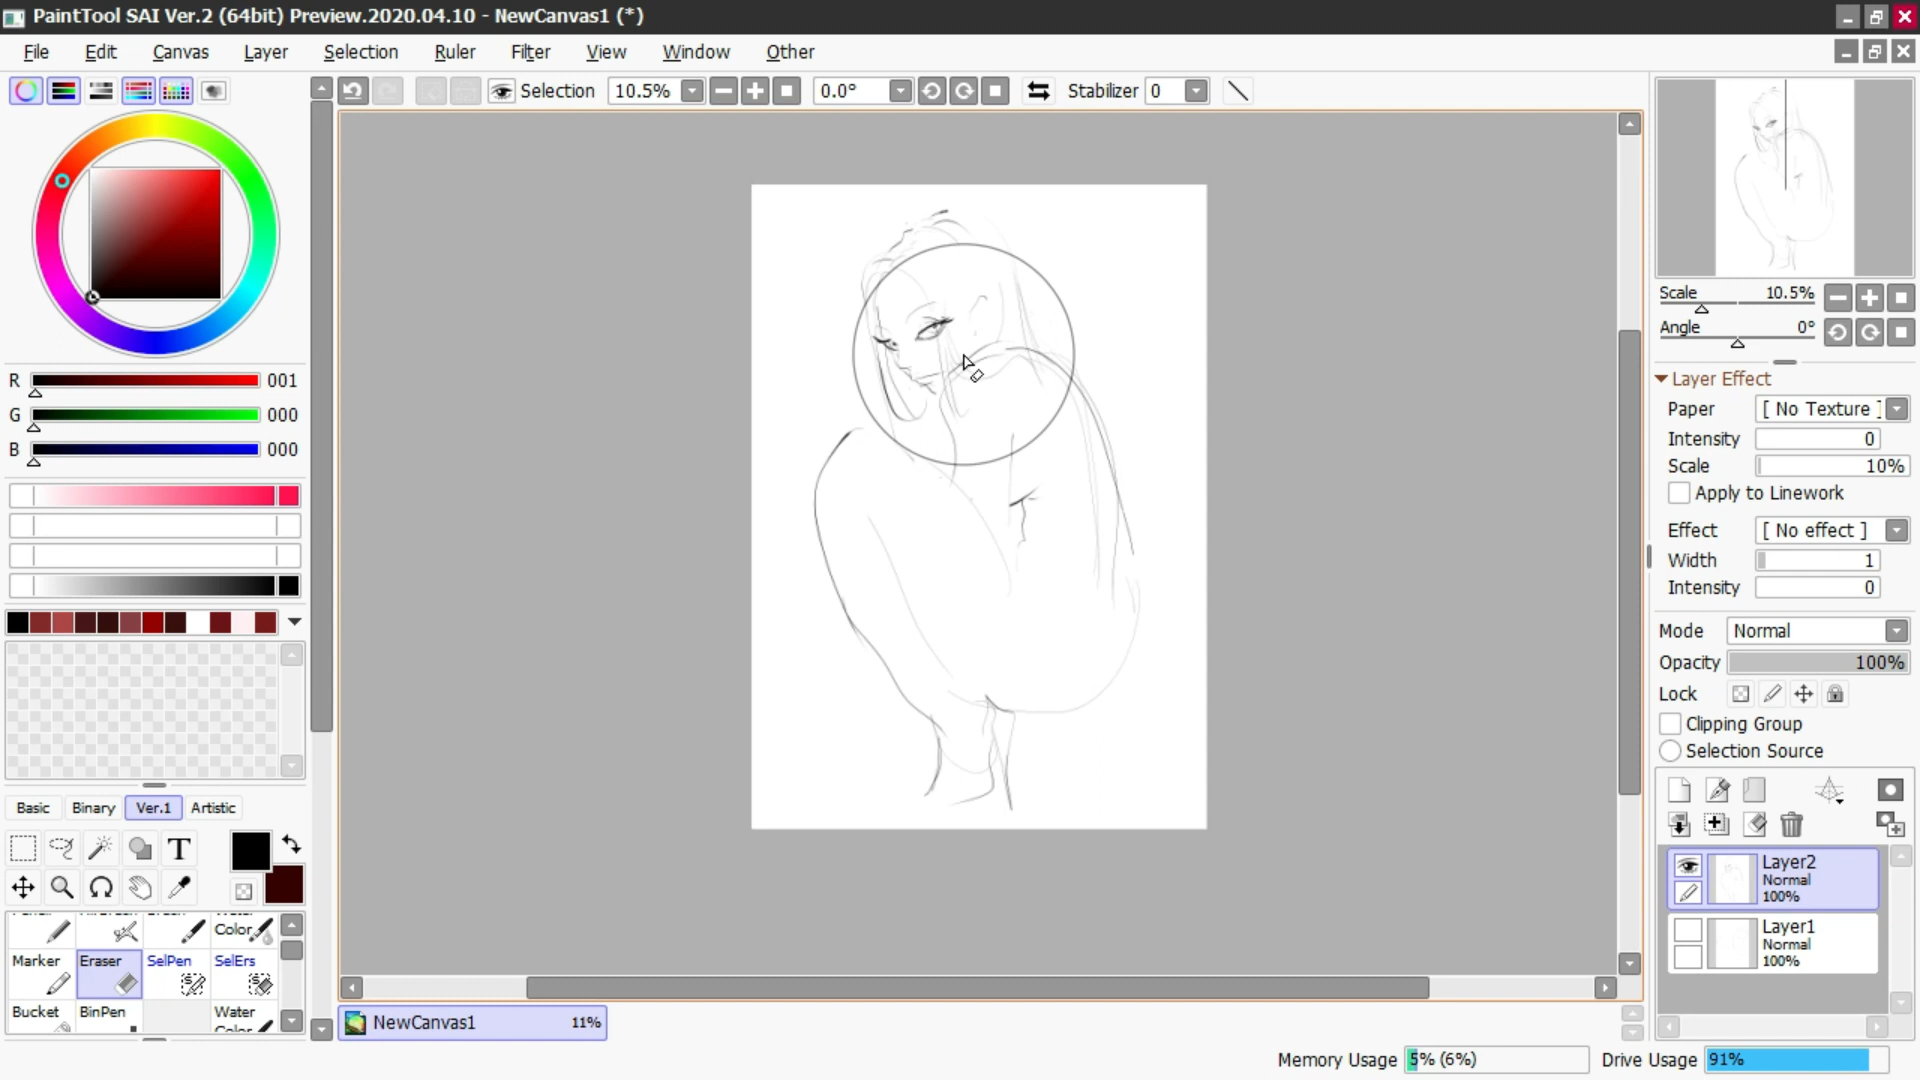 PaintTool SAI Ver.2 (64bit) Preview.2020.04.10 - NewCanvas1 (*)
File Edit Canvas Layer Selection Ruler Filter View Window Other
Selection 10.5% 0.0° Stabilizer 0
Scale 10.5%
Angle 0°
R 001
G 000
B 000
Layer Effect
Paper [ No Texture ]
Intensity 0
Scale 10%
Apply to Linework
Effect [ No effect ]
Width 1
Intensity 0
Mode Normal
Opacity 100%
Lock
Clipping Group
Selection Source
Basic Binary Ver.1 Artistic
T
Color
Marker Eraser SelPen SelErs
Bucket BinPen Water
Color
Layer2
Normal
100%
Layer1
Normal
100%
NewCanvas1 11%
Memory Usage 5% (6%) Drive Usage 91%